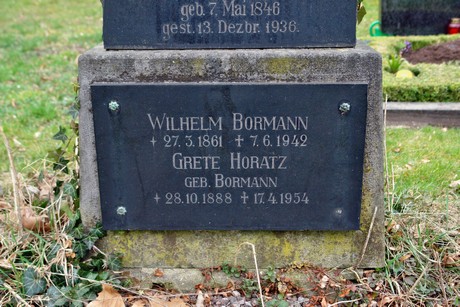 geb. 7. Mai 1846
gest. 13. Dezbr. 1936.
WILHELM BORMANN
* 27.3.1861 † 7.6.1942
GRETE HORATZ
GEB. BORMANN
* 28.10.1888 † 17.4.1954